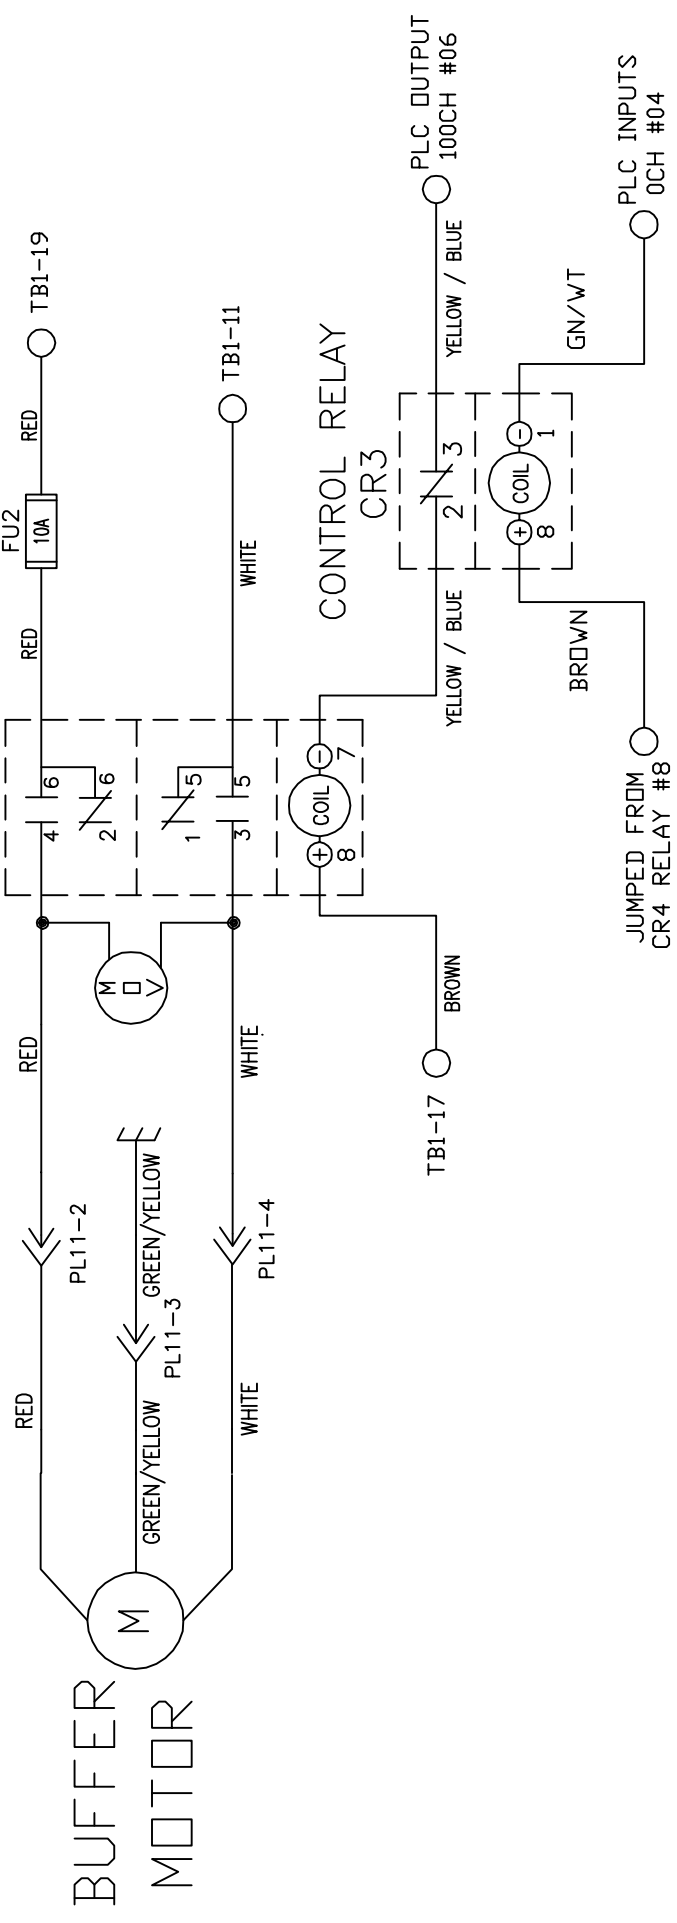 BUFFER
MOTOR
M
RED
PL11-2
RED
GREEN/YELLOW
PL11-3
GREEN/YELLOW
WHITE
PL11-4
WHITE
MOV
4
6
2
6
1
5
3
5
RED
FU2
10A
RED
TB1-19
WHITE
TB1-11
8
+
COIL
-
7
BROWN
TB1-17
YELLOW / BLUE
CONTROL RELAY
CR3
2
3
YELLOW / BLUE
PLC OUTPUT
100CH #06
8
+
COIL
-
1
BROWN
JUMPED FROM
CR4 RELAY #8
GN/WT
PLC INPUTS
0CH #04